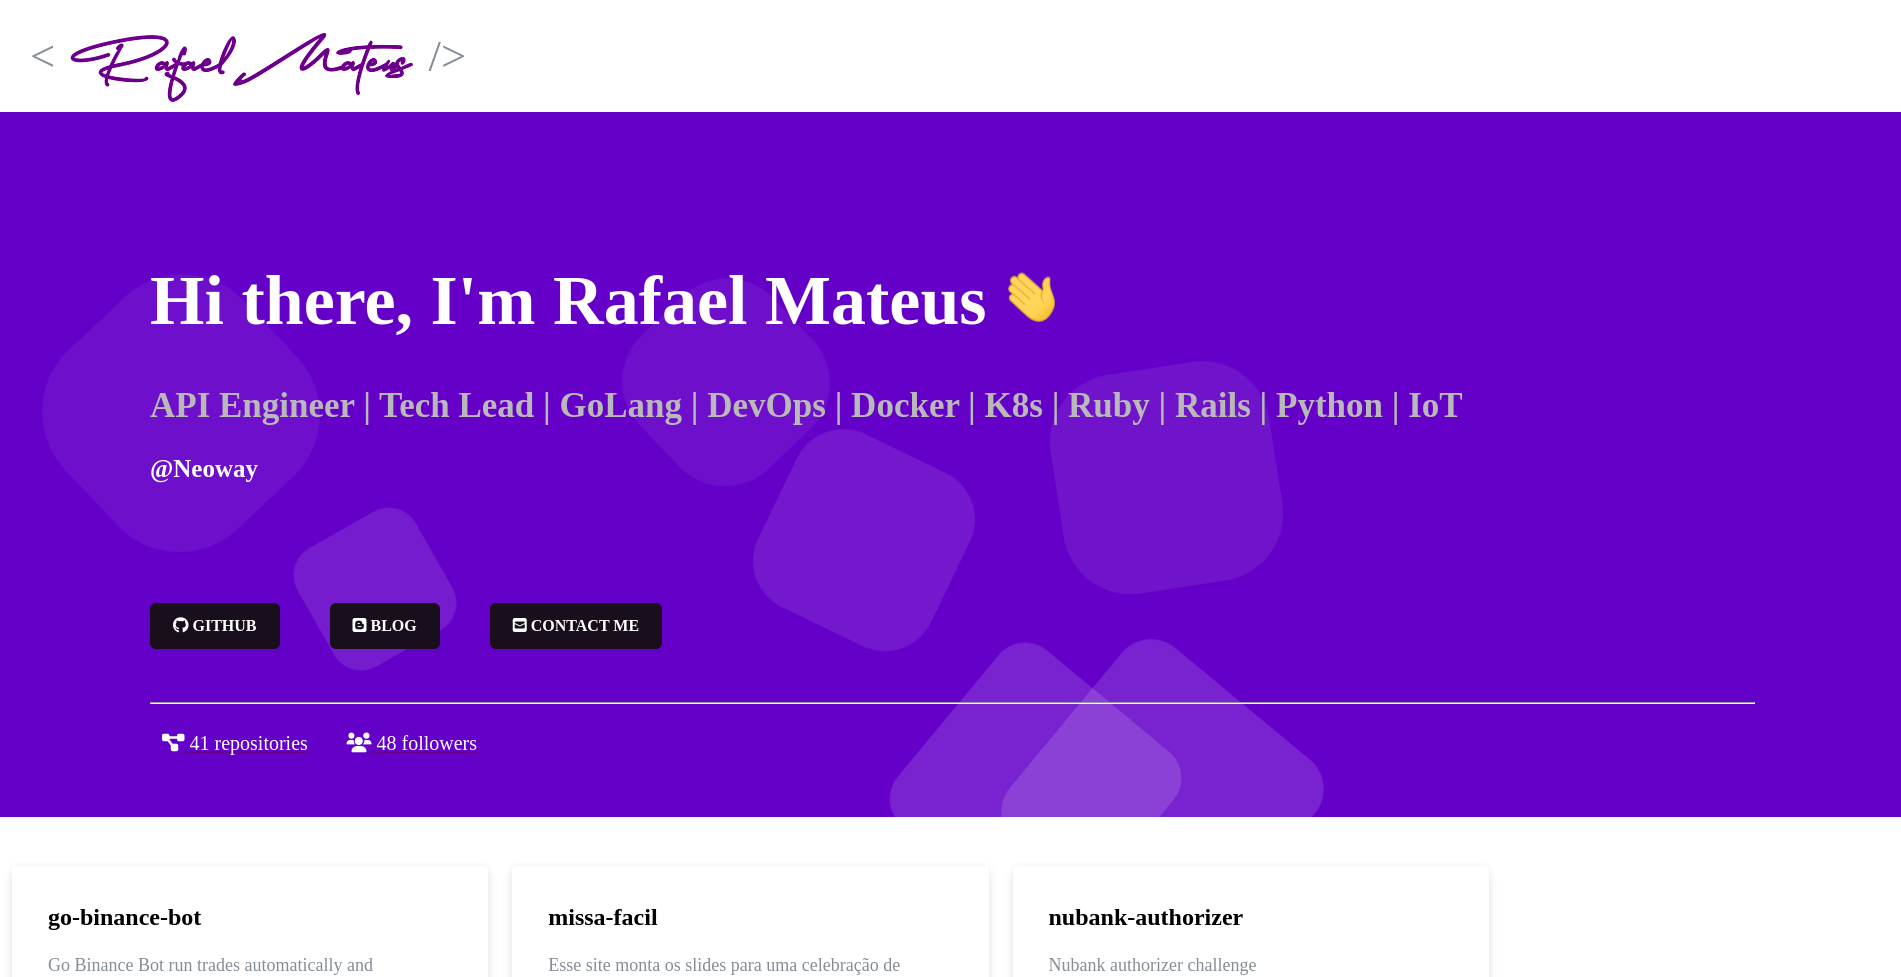 < Rafael Mateus />
Hi there, I'm Rafael Mateus 👋
API Engineer | Tech Lead | GoLang | DevOps | Docker | K8s | Ruby | Rails | Python | IoT
@Neoway
GITHUB BLOG CONTACT ME
41 repositories 48 followers
go-binance-bot
Go Binance Bot run trades automatically and
missa-facil
Esse site monta os slides para uma celebração de
nubank-authorizer
Nubank authorizer challenge